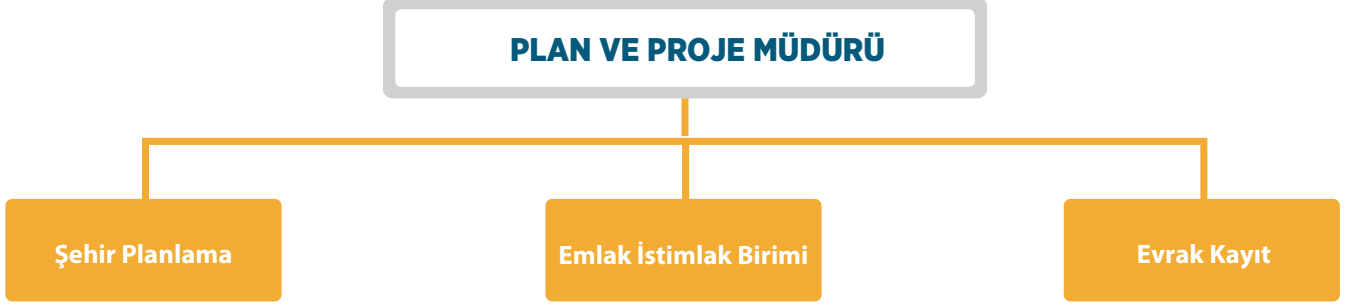 PLAN VE PROJE MÜDÜRÜ
Şehir Planlama
Emlak İstimlak Birimi
Evrak Kayıt